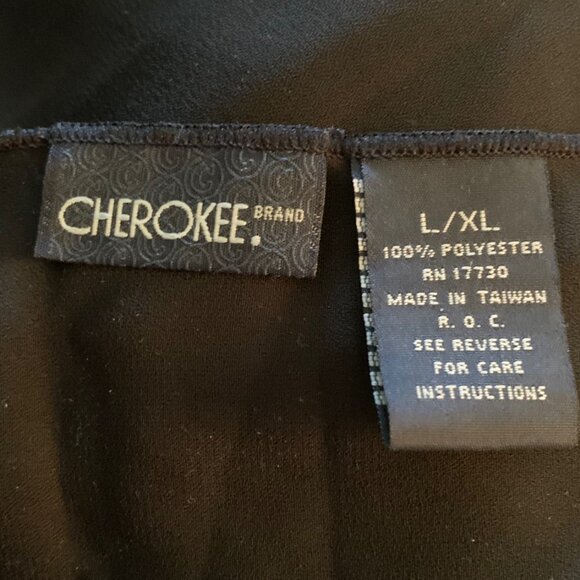 CHEROKEE. BRAND
L/XL
100% POLYESTER
RN 17730
MADE IN TAIWAN
R. O. C.
SEE REVERSE
FOR CARE
INSTRUCTIONS